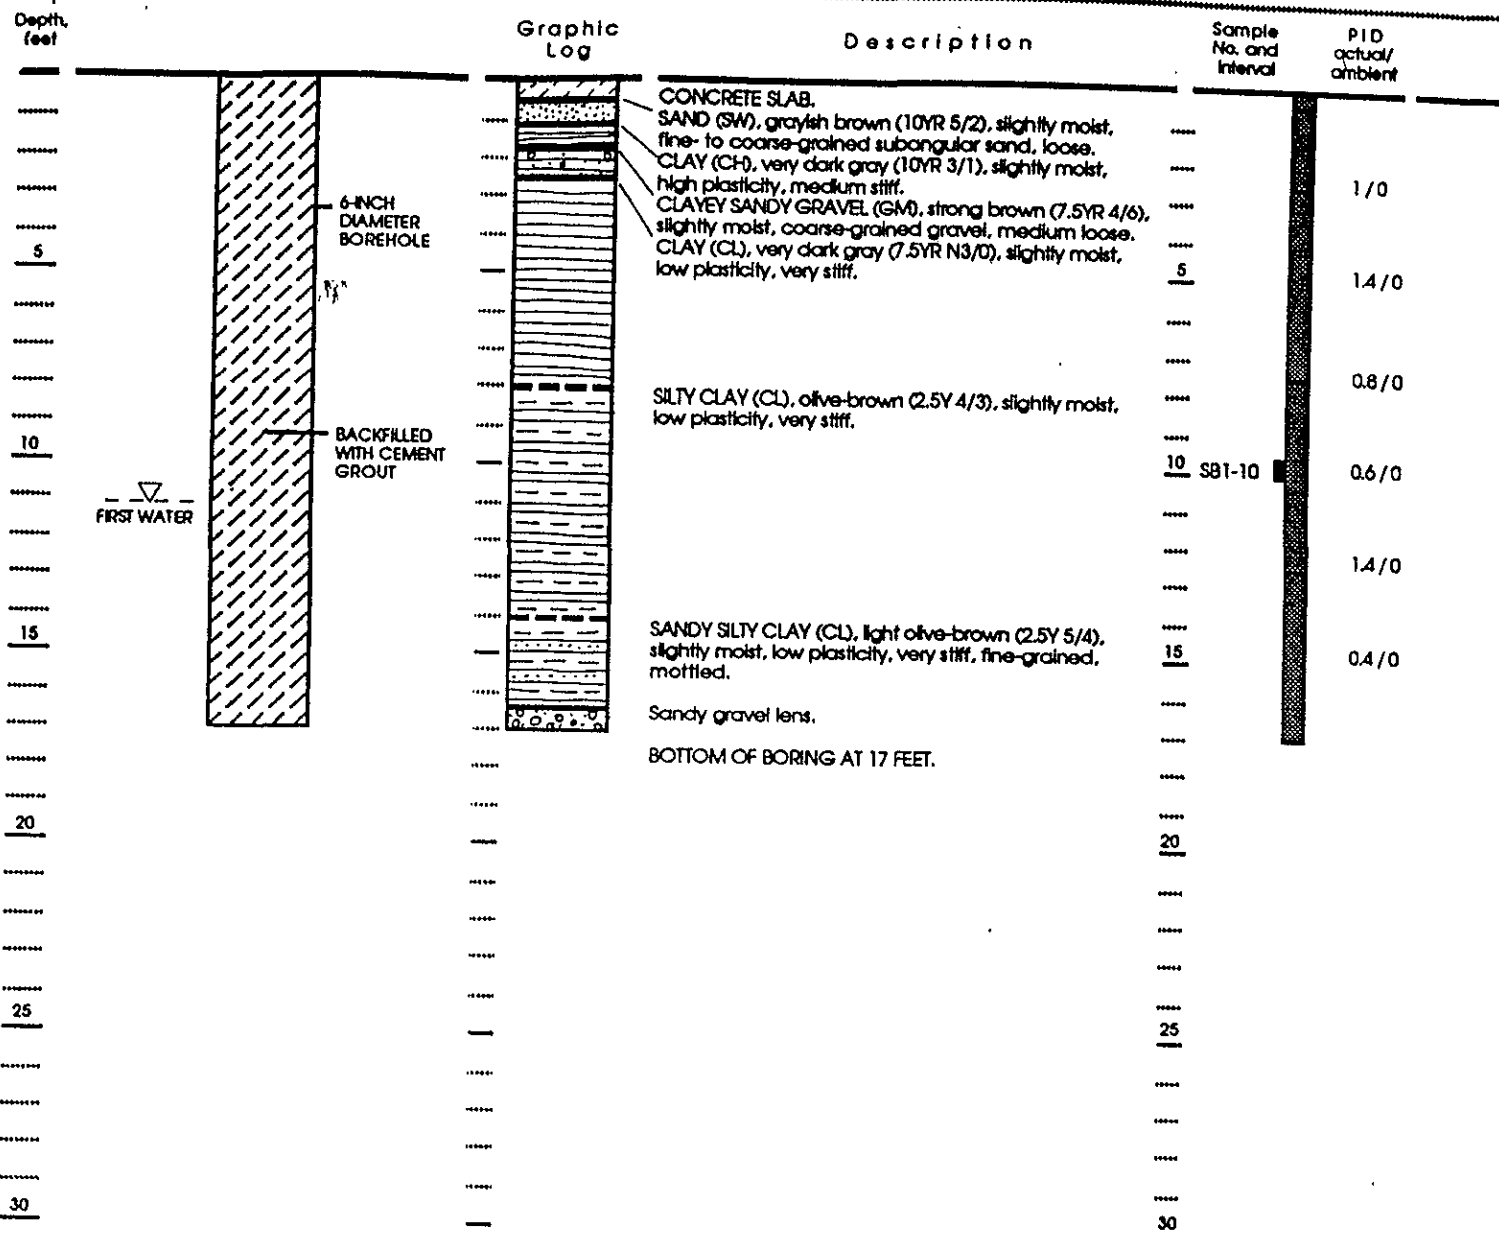 Depth,
feet
Graphic
Log
Description
Sample
No. and
Interval
PID
actual/
ambient
CONCRETE SLAB.
SAND (SW), grayish brown (10YR 5/2), slightly moist,
fine- to coarse-grained subangular sand, loose.
CLAY (CH), very dark gray (10YR 3/1), slightly moist,
high plasticity, medium stiff.
CLAYEY SANDY GRAVEL (GM), strong brown (7.5YR 4/6),
slightly moist, coarse-grained gravel, medium loose.
CLAY (CL), very dark gray (7.5YR N3/0), slightly moist,
low plasticity, very stiff.
1 / 0
6-INCH
DIAMETER
BOREHOLE
5
5
1.4 / 0
0.8 / 0
SILTY CLAY (CL), olive-brown (2.5Y 4/3), slightly moist,
low plasticity, very stiff.
10
BACKFILLED
WITH CEMENT
GROUT
10
SB1-10
0.6 / 0
FIRST WATER
1.4 / 0
15
SANDY SILTY CLAY (CL), light olive-brown (2.5Y 5/4),
slightly moist, low plasticity, very stiff, fine-grained,
mottled.
15
0.4 / 0
Sandy gravel lens.
BOTTOM OF BORING AT 17 FEET.
20
20
25
25
30
30